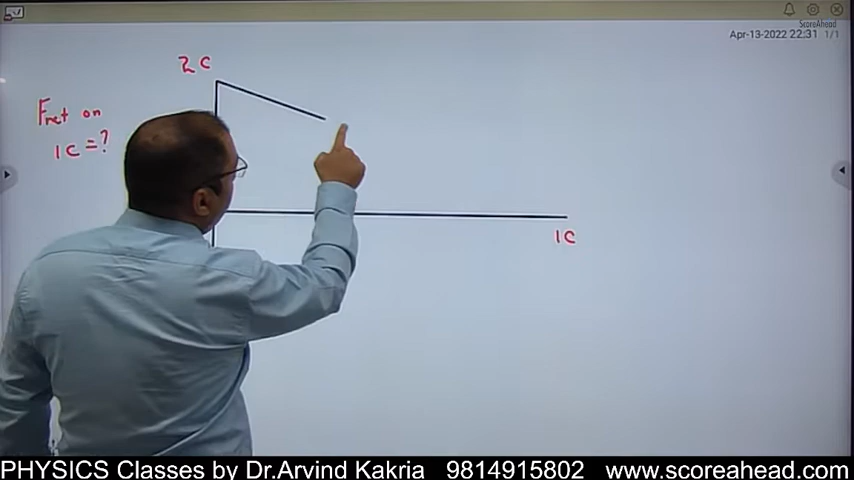 ScoreAhead
Apr-13-2022 22:31 1/1
2C
Fnet on
1C=?
1C
PHYSICS Classes by Dr.Arvind Kakria 9814915802 www.scoreahead.com